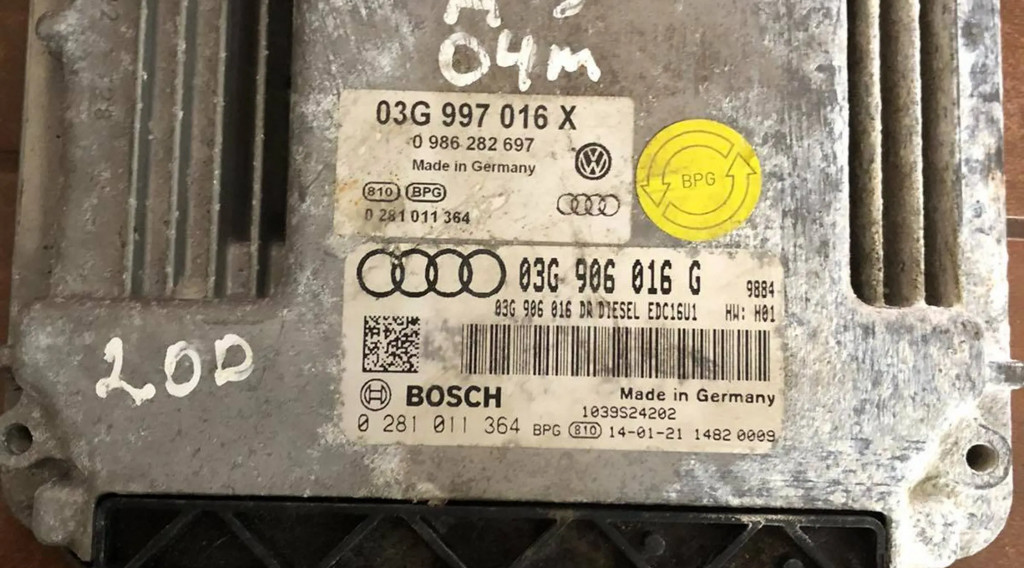 04m
03G 997 016 X
0 986 282 697
Made in Germany
810 BPG
0 281 011 364
BPG
03G 906 016 G 9884
03G 906 016 DR DIESEL EDC16U1 HW: H01
2.0D
BOSCH Made in Germany
1039S24202
0 281 011 364 BPG 810 14-01-21 1482 0009